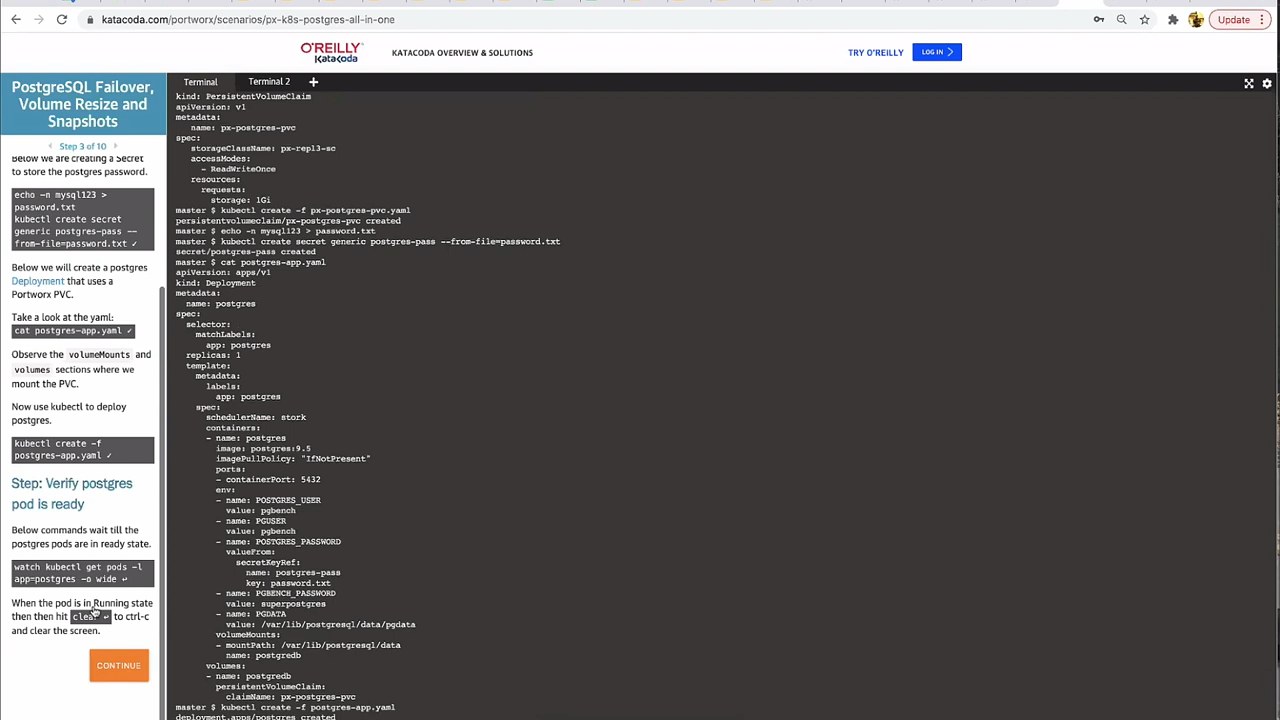 katacoda.com/portworx/scenarios/px-k8s-postgres-all-in-one
Update
O'REILLY
Katacoda
KATACODA OVERVIEW & SOLUTIONS
TRY O'REILLY
LOG IN
PostgreSQL Failover,
Volume Resize and
Snapshots
Step 3 of 10
Below we are creating a Secret
to store the postgres password.
echo -n mysql123 >
password.txt
kubectl create secret
generic postgres-pass --
from-file=password.txt ✓
Below we will create a postgres
Deployment that uses a
Portworx PVC.
Take a look at the yaml:
cat postgres-app.yaml ✓
Observe the volumeMounts and
volumes sections where we
mount the PVC.
Now use kubectl to deploy
postgres.
kubectl create -f
postgres-app.yaml ✓
Step: Verify postgres
pod is ready
Below commands wait till the
postgres pods are in ready state.
watch kubectl get pods -l
app=postgres -o wide ↵
When the pod is in Running state
then then hit clear ↵ to ctrl-c
and clear the screen.
CONTINUE
Terminal
Terminal 2
+
kind: PersistentVolumeClaim
apiVersion: v1
metadata:
name: px-postgres-pvc
spec:
storageClassName: px-repl3-sc
accessModes:
- ReadWriteOnce
resources:
requests:
storage: 1Gi
master $ kubectl create -f px-postgres-pvc.yaml
persistentvolumeclaim/px-postgres-pvc created
master $ echo -n mysql123 > password.txt
master $ kubectl create secret generic postgres-pass --from-file=password.txt
secret/postgres-pass created
master $ cat postgres-app.yaml
apiVersion: apps/v1
kind: Deployment
metadata:
name: postgres
spec:
selector:
matchLabels:
app: postgres
replicas: 1
template:
metadata:
labels:
app: postgres
spec:
schedulerName: stork
containers:
- name: postgres
image: postgres:9.5
imagePullPolicy: "IfNotPresent"
ports:
- containerPort: 5432
env:
- name: POSTGRES_USER
value: pgbench
- name: PGUSER
value: pgbench
- name: POSTGRES_PASSWORD
valueFrom:
secretKeyRef:
name: postgres-pass
key: password.txt
- name: PGBENCH_PASSWORD
value: superpostgres
- name: PGDATA
value: /var/lib/postgresql/data/pgdata
volumeMounts:
- mountPath: /var/lib/postgresql/data
name: postgredb
volumes:
- name: postgredb
persistentVolumeClaim:
claimName: px-postgres-pvc
master $ kubectl create -f postgres-app.yaml
deployment.apps/postgres created